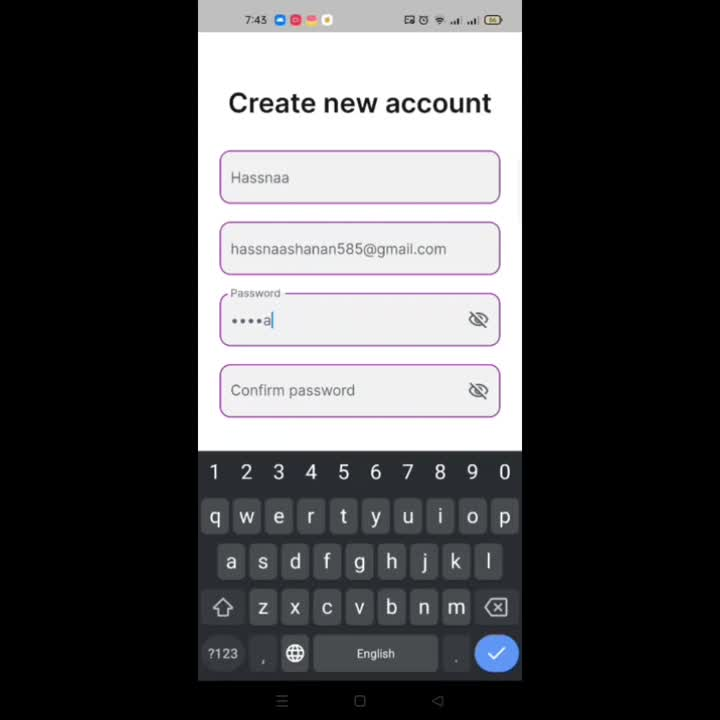 7:43
86
Create new account
Hassnaa
hassnaashanan585@gmail.com
Password
••••a
Confirm password
1 2 3 4 5 6 7 8 9 0
q w e r t y u i o p
a s d f g h j k l
z x c v b n m
?123 , English .